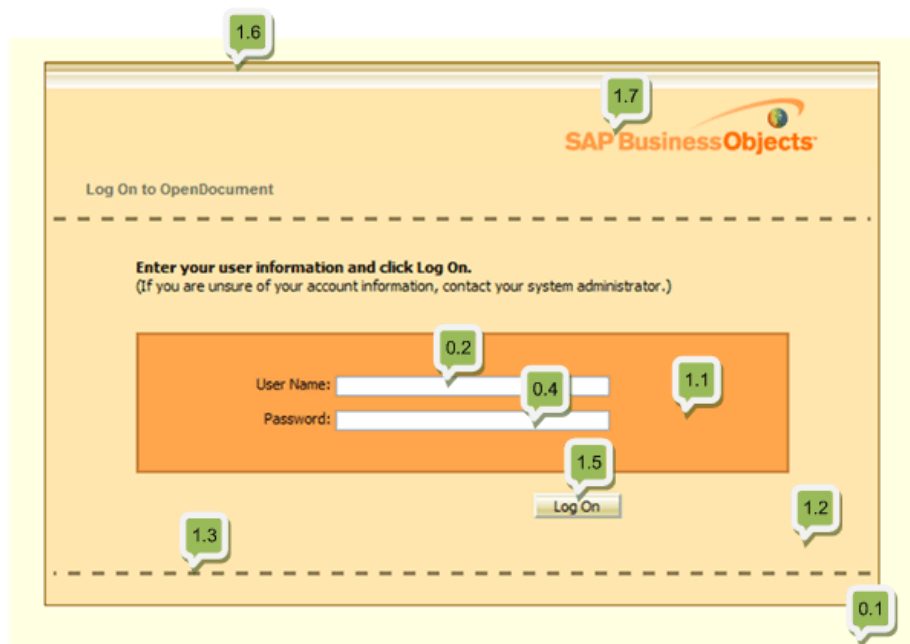 1.6
1.7
SAP BusinessObjects™
Log On to OpenDocument
Enter your user information and click Log On.
(If you are unsure of your account information, contact your system administrator.)
0.2
User Name:
0.4
1.1
Password:
1.5
Log On
1.2
1.3
0.1